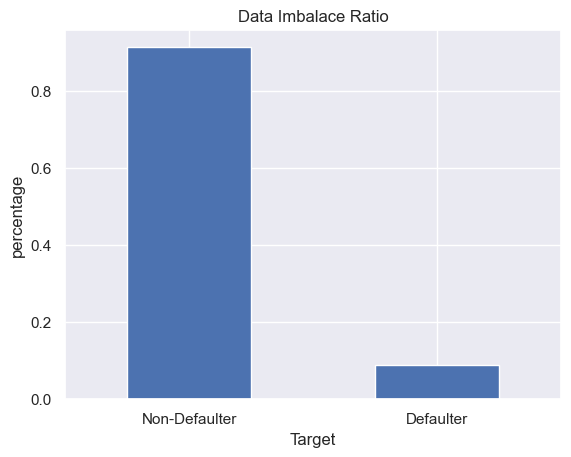 Data Imbalace Ratio
percentage
0.8
0.6
0.4
0.2
0.0
Non-Defaulter
Defaulter
Target